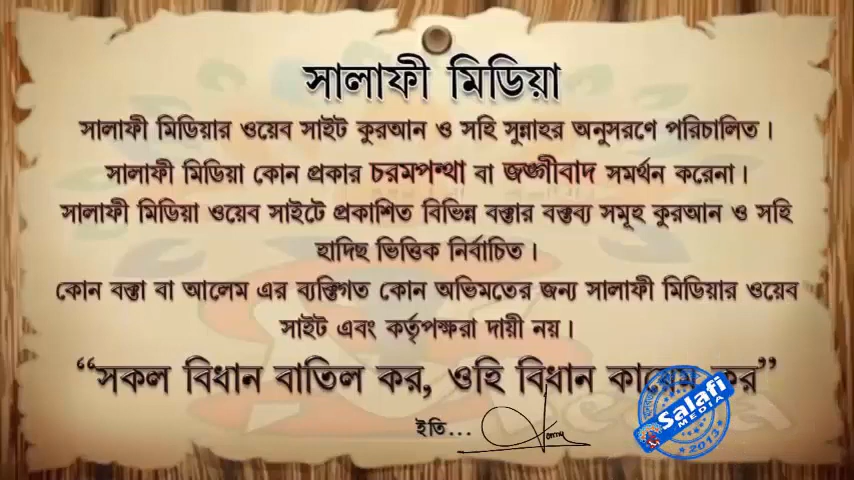 সালাফী মিডিয়া
সালাফী মিডিয়ার ওয়েব সাইট কুরআন ও সহি সুন্নাহর অনুসরণে পরিচালিত।
সালাফী মিডিয়া কোন প্রকার চরমপন্থা বা জঙ্গীবাদ সমর্থন করেনা।
সালাফী মিডিয়া ওয়েব সাইটে প্রকাশিত বিভিন্ন বক্তার বক্তব্য সমূহ কুরআন ও সহি
হাদিছ ভিত্তিক নির্বাচিত।
কোন বক্তা বা আলেম এর ব্যক্তিগত কোন অভিমতের জন্য সালাফী মিডিয়ার ওয়েব
সাইট এবং কর্তৃপক্ষরা দায়ী নয়।
“সকল বিধান বাতিল কর, ওহি বিধান কায়েম কর”
ইতি...
Salafi
MEDIA
2013